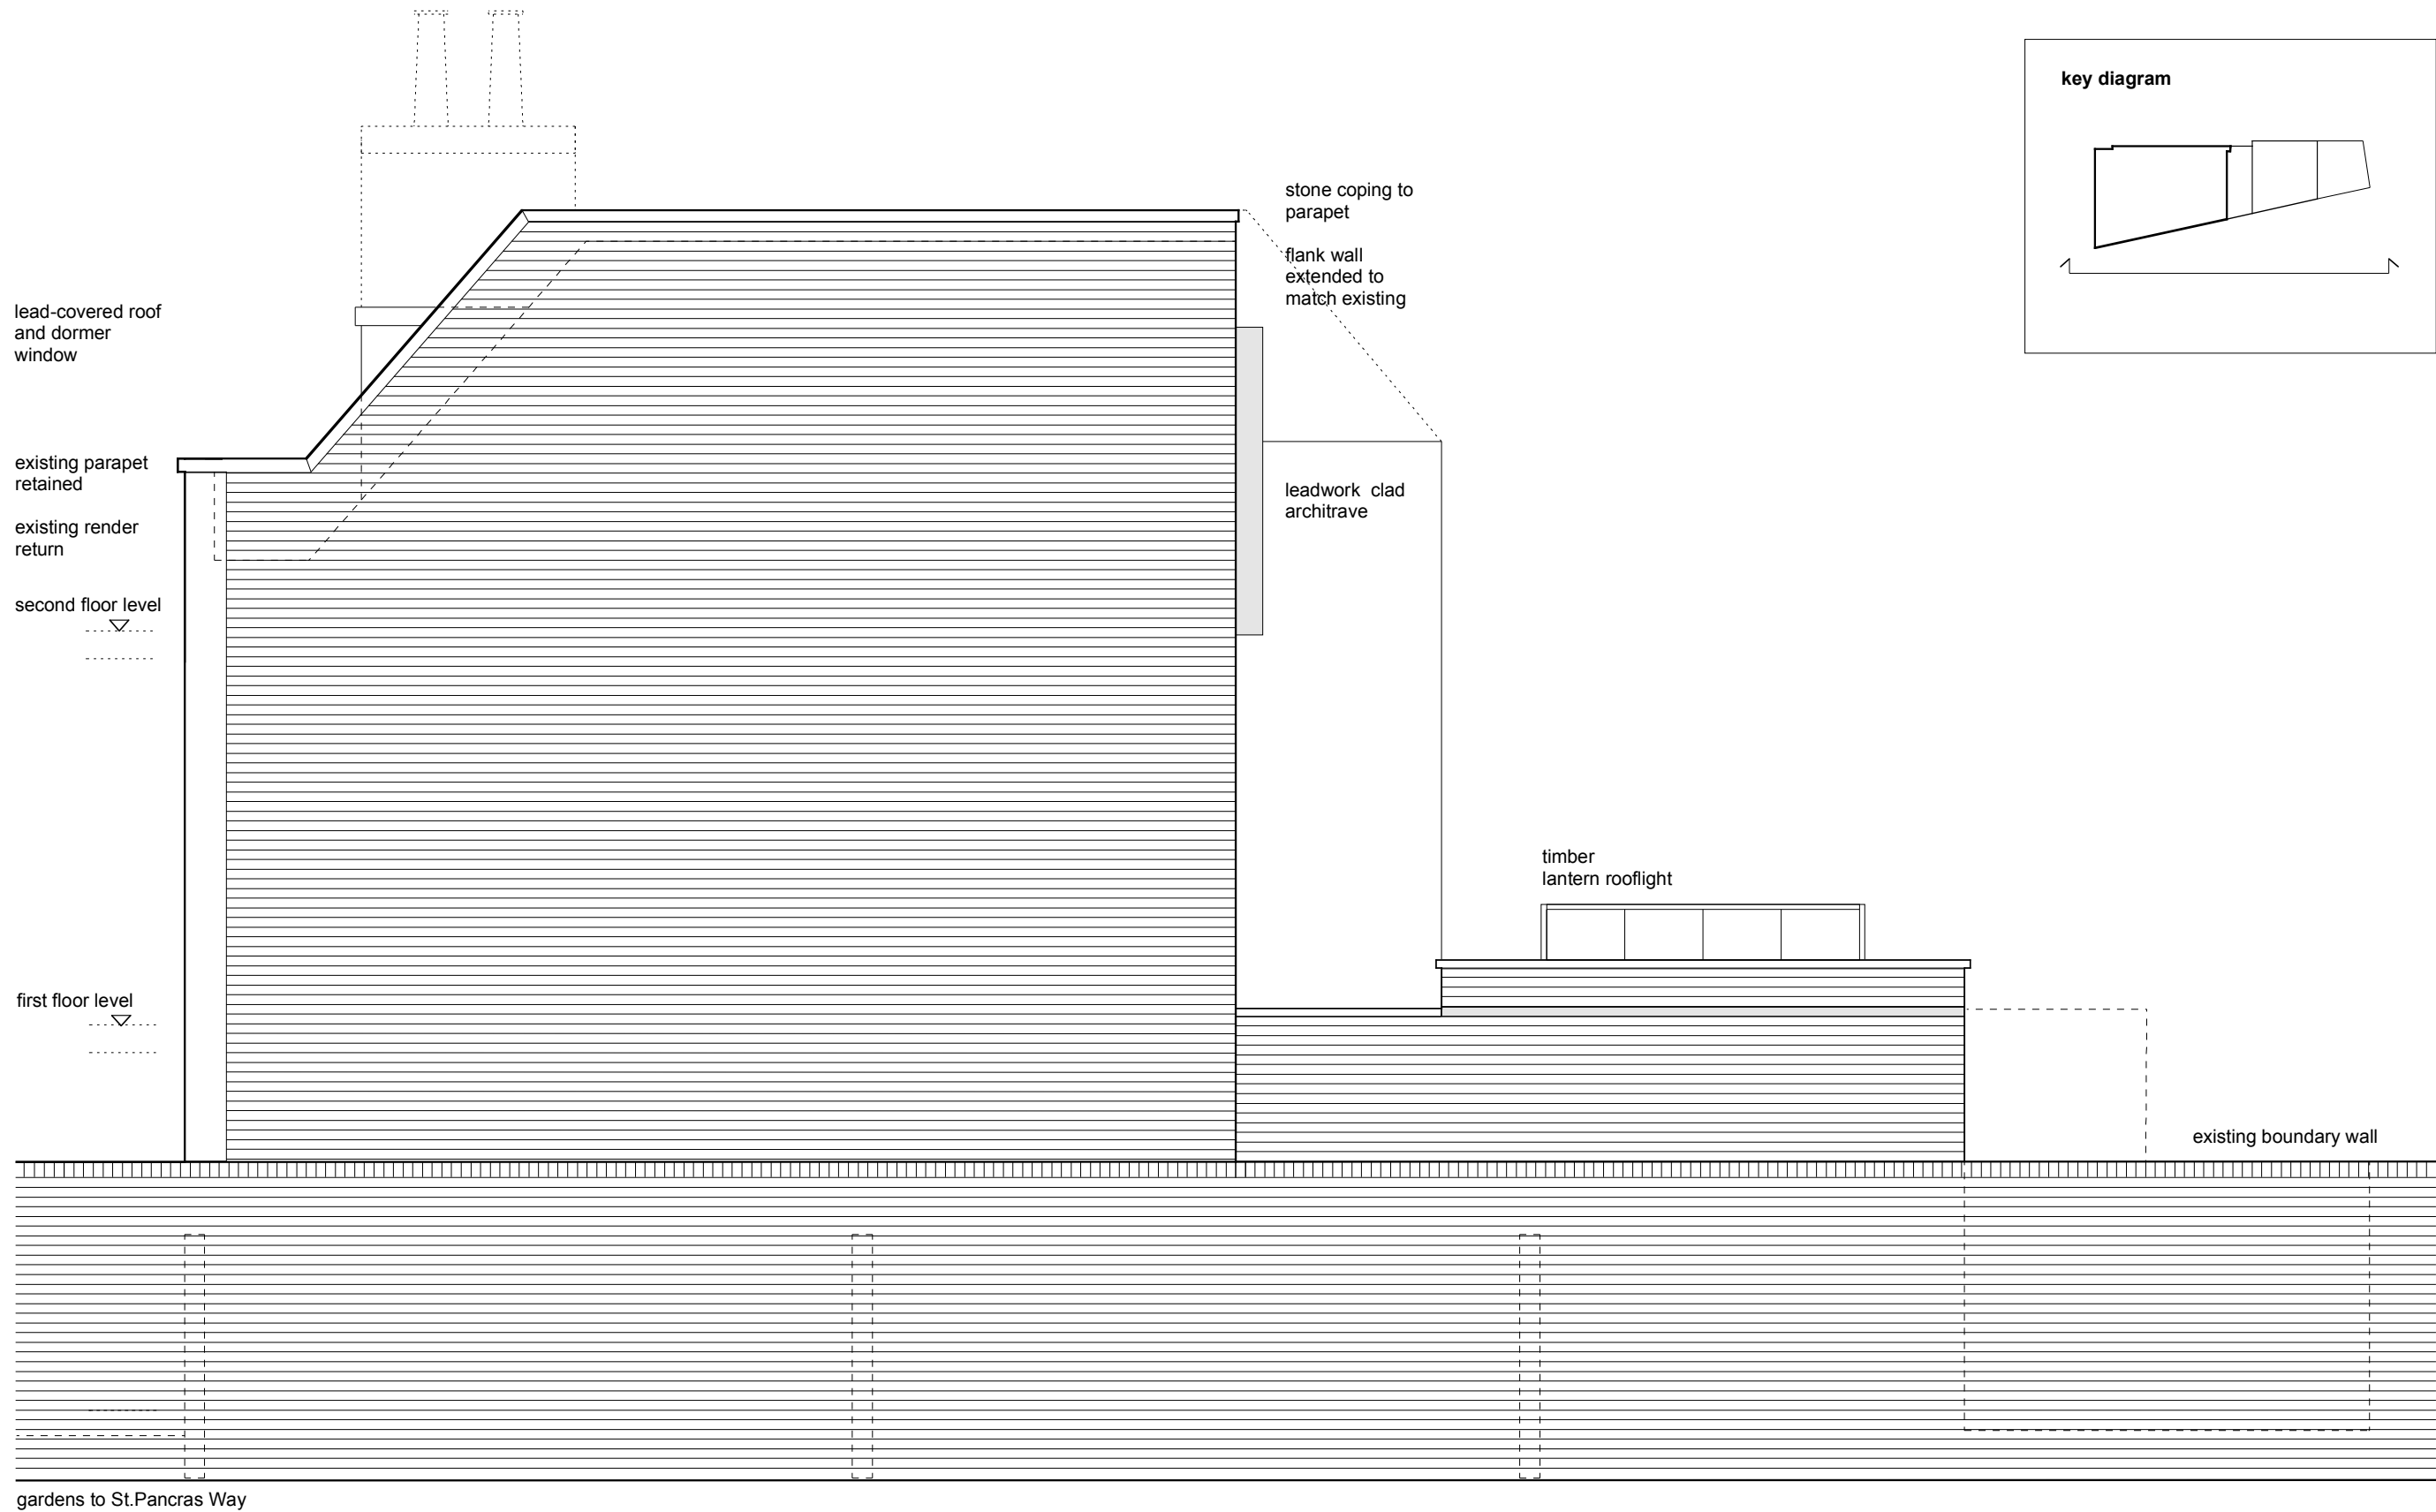 key diagram
stone coping to
parapet
flank wall
extended to
match existing
lead-covered roof
and dormer
window
existing parapet
retained
existing render
return
leadwork clad
architrave
second floor level
timber
lantern rooflight
first floor level
existing boundary wall
gardens to St.Pancras Way